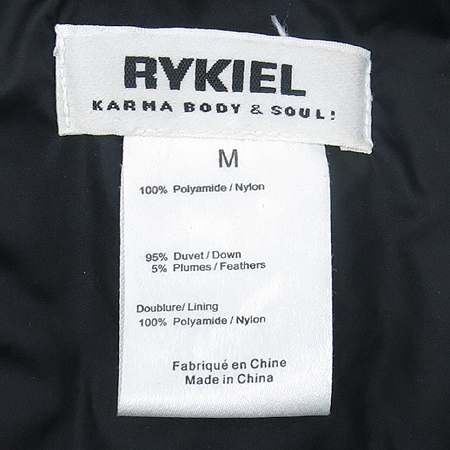 RYKIEL
KARMA BODY & SOUL!
M
100% Polyamide / Nylon
95% Duvet / Down
5% Plumes / Feathers
Doublure/ Lining
100% Polyamide / Nylon
Fabriqué en Chine
Made in China